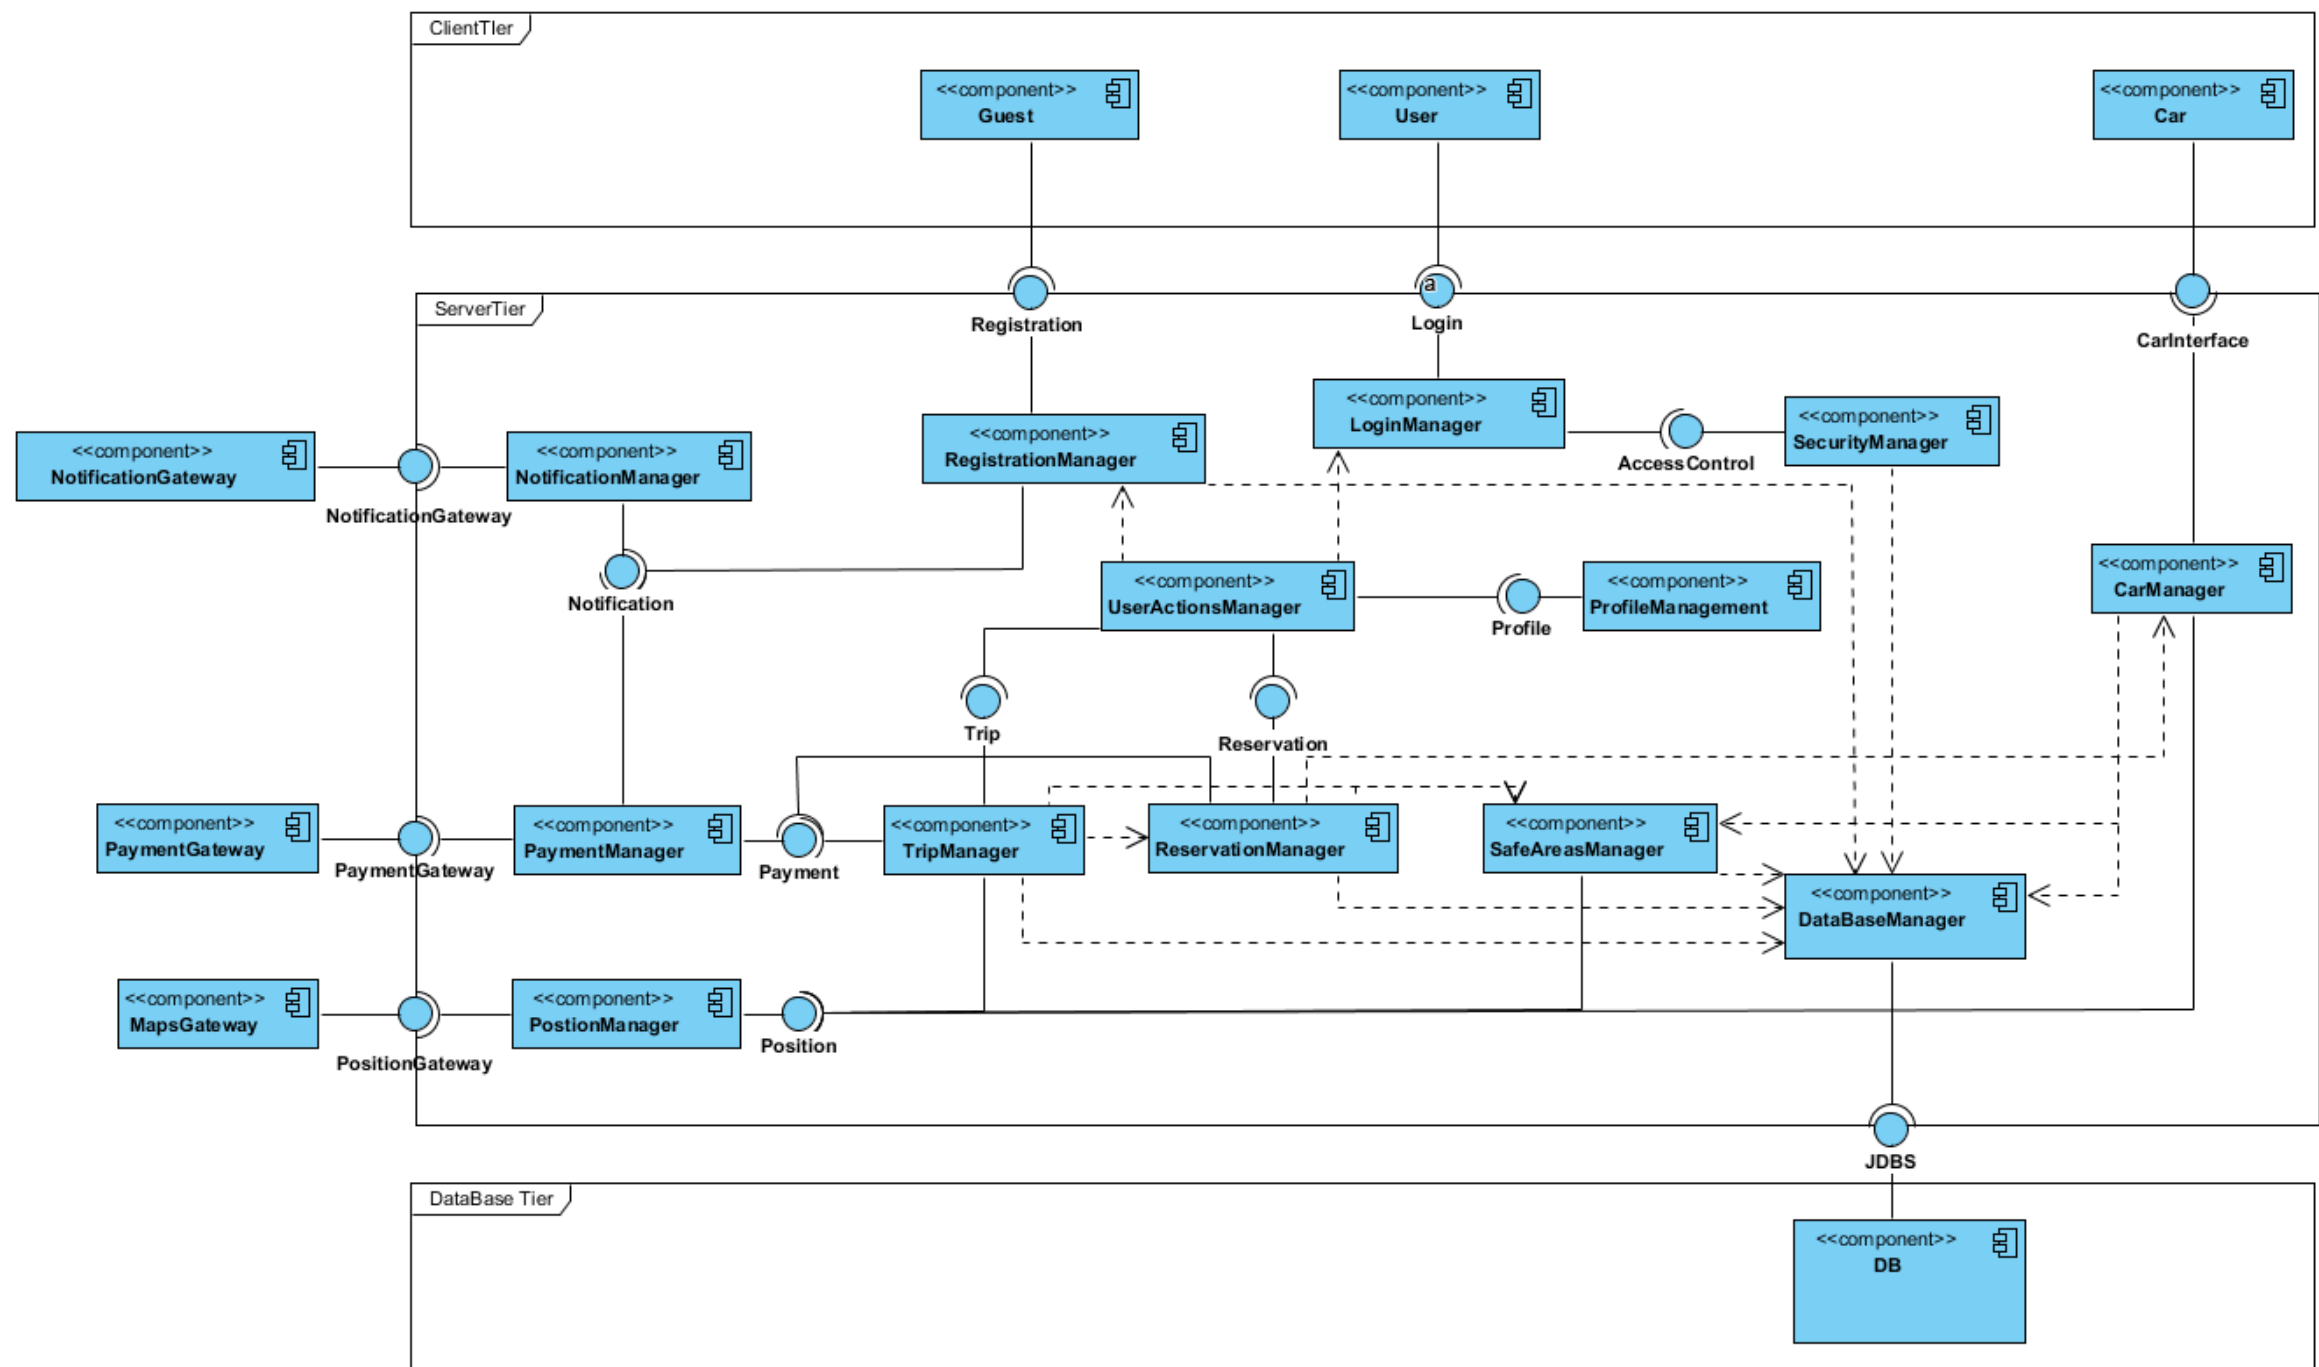 ClientTIer
<<component>>
Guest
<<component>>
User
<<component>>
Car
ServerTier
Registration
a
Login
CarInterface
<<component>>
NotificationGateway
NotificationGateway
<<component>>
NotificationManager
<<component>>
RegistrationManager
<<component>>
LoginManager
AccessControl
<<component>>
SecurityManager
Notification
<<component>>
UserActionsManager
Profile
<<component>>
ProfileManagement
<<component>>
CarManager
Trip
Reservation
<<component>>
PaymentGateway
PaymentGateway
<<component>>
PaymentManager
Payment
<<component>>
TripManager
<<component>>
ReservationManager
<<component>>
SafeAreasManager
<<component>>
DataBaseManager
<<component>>
MapsGateway
PositionGateway
<<component>>
PostionManager
Position
JDBS
DataBase Tier
<<component>>
DB